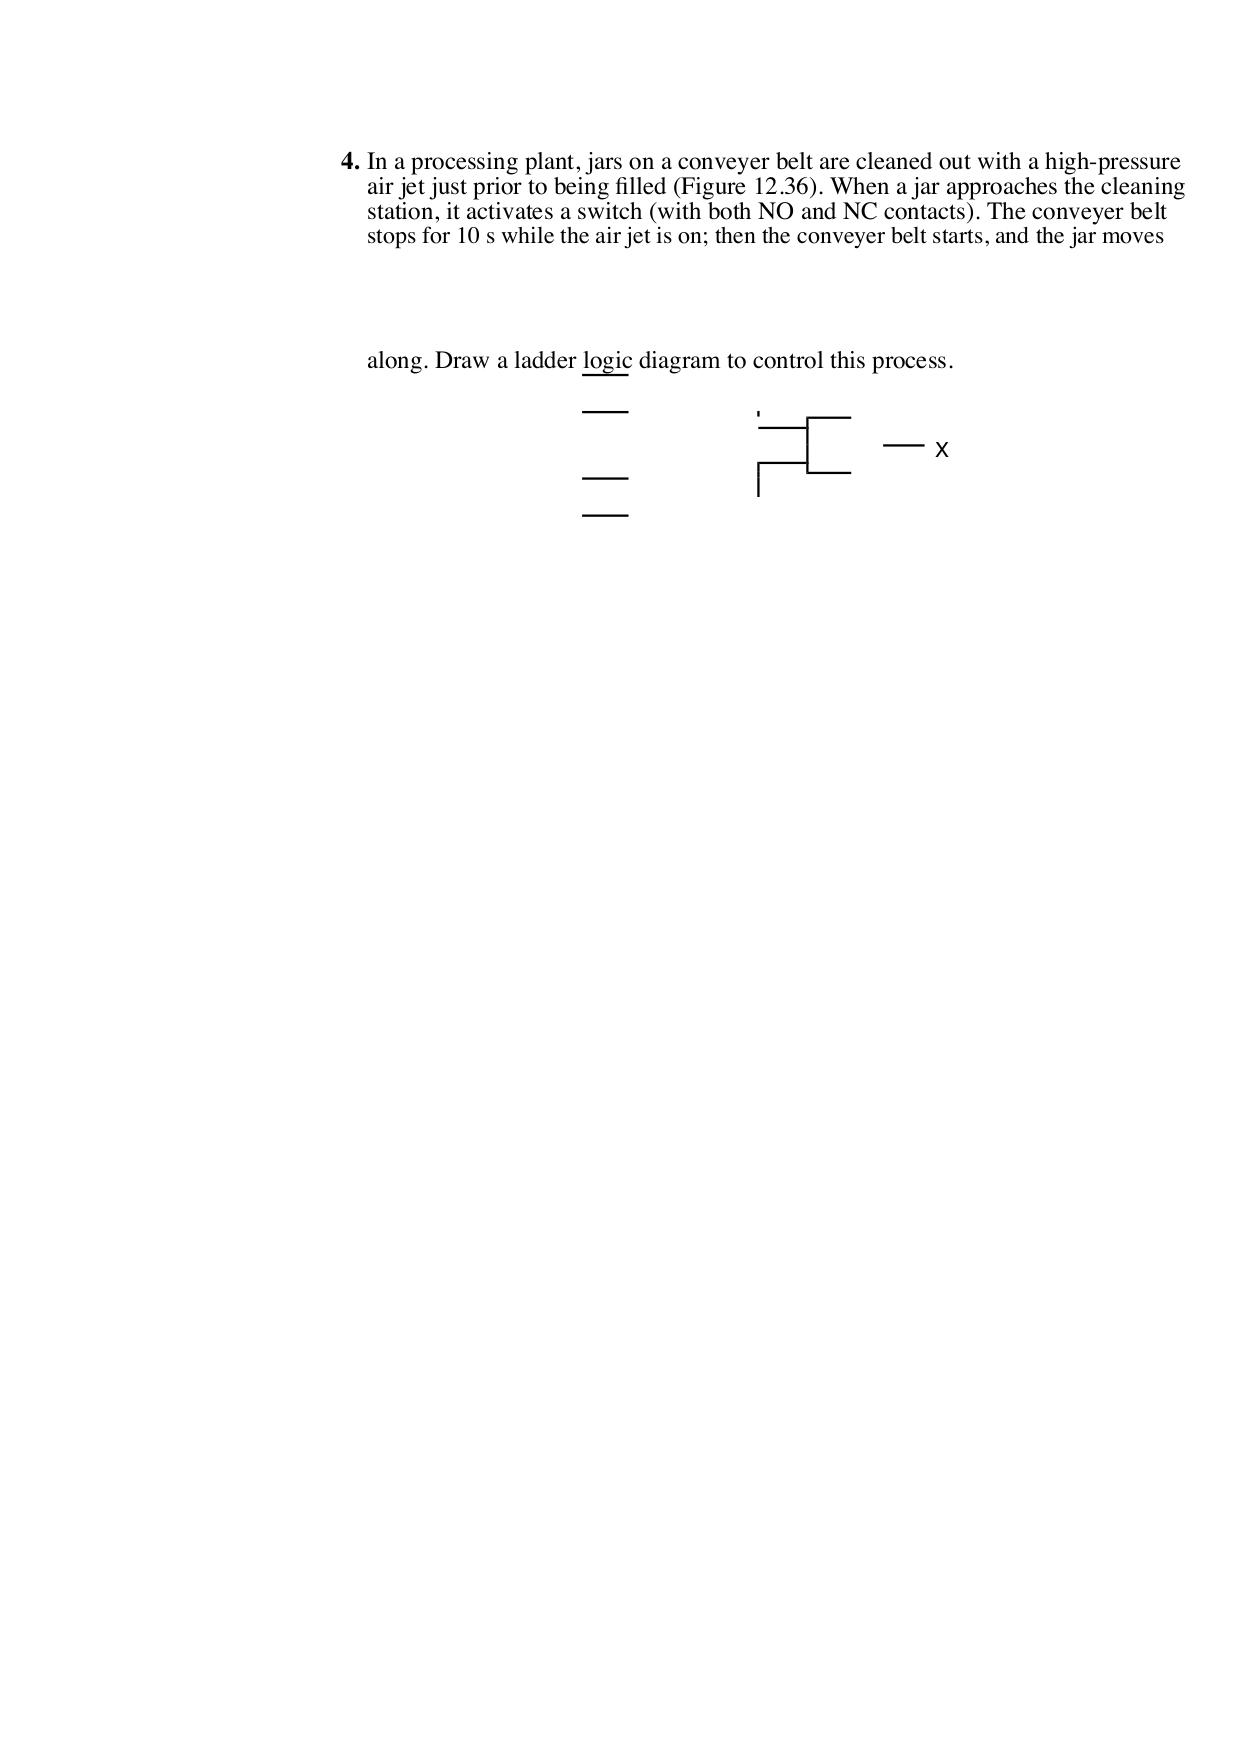 4. In a processing plant, jars on a conveyer belt are cleaned out with a high-pressure
air jet just prior to being filled (Figure 12.36). When a jar approaches the cleaning
station, it activates a switch (with both NO and NC contacts). The conveyer belt
stops for 10 s while the air jet is on; then the conveyer belt starts, and the jar moves
along. Draw a ladder logic diagram to control this process.
X